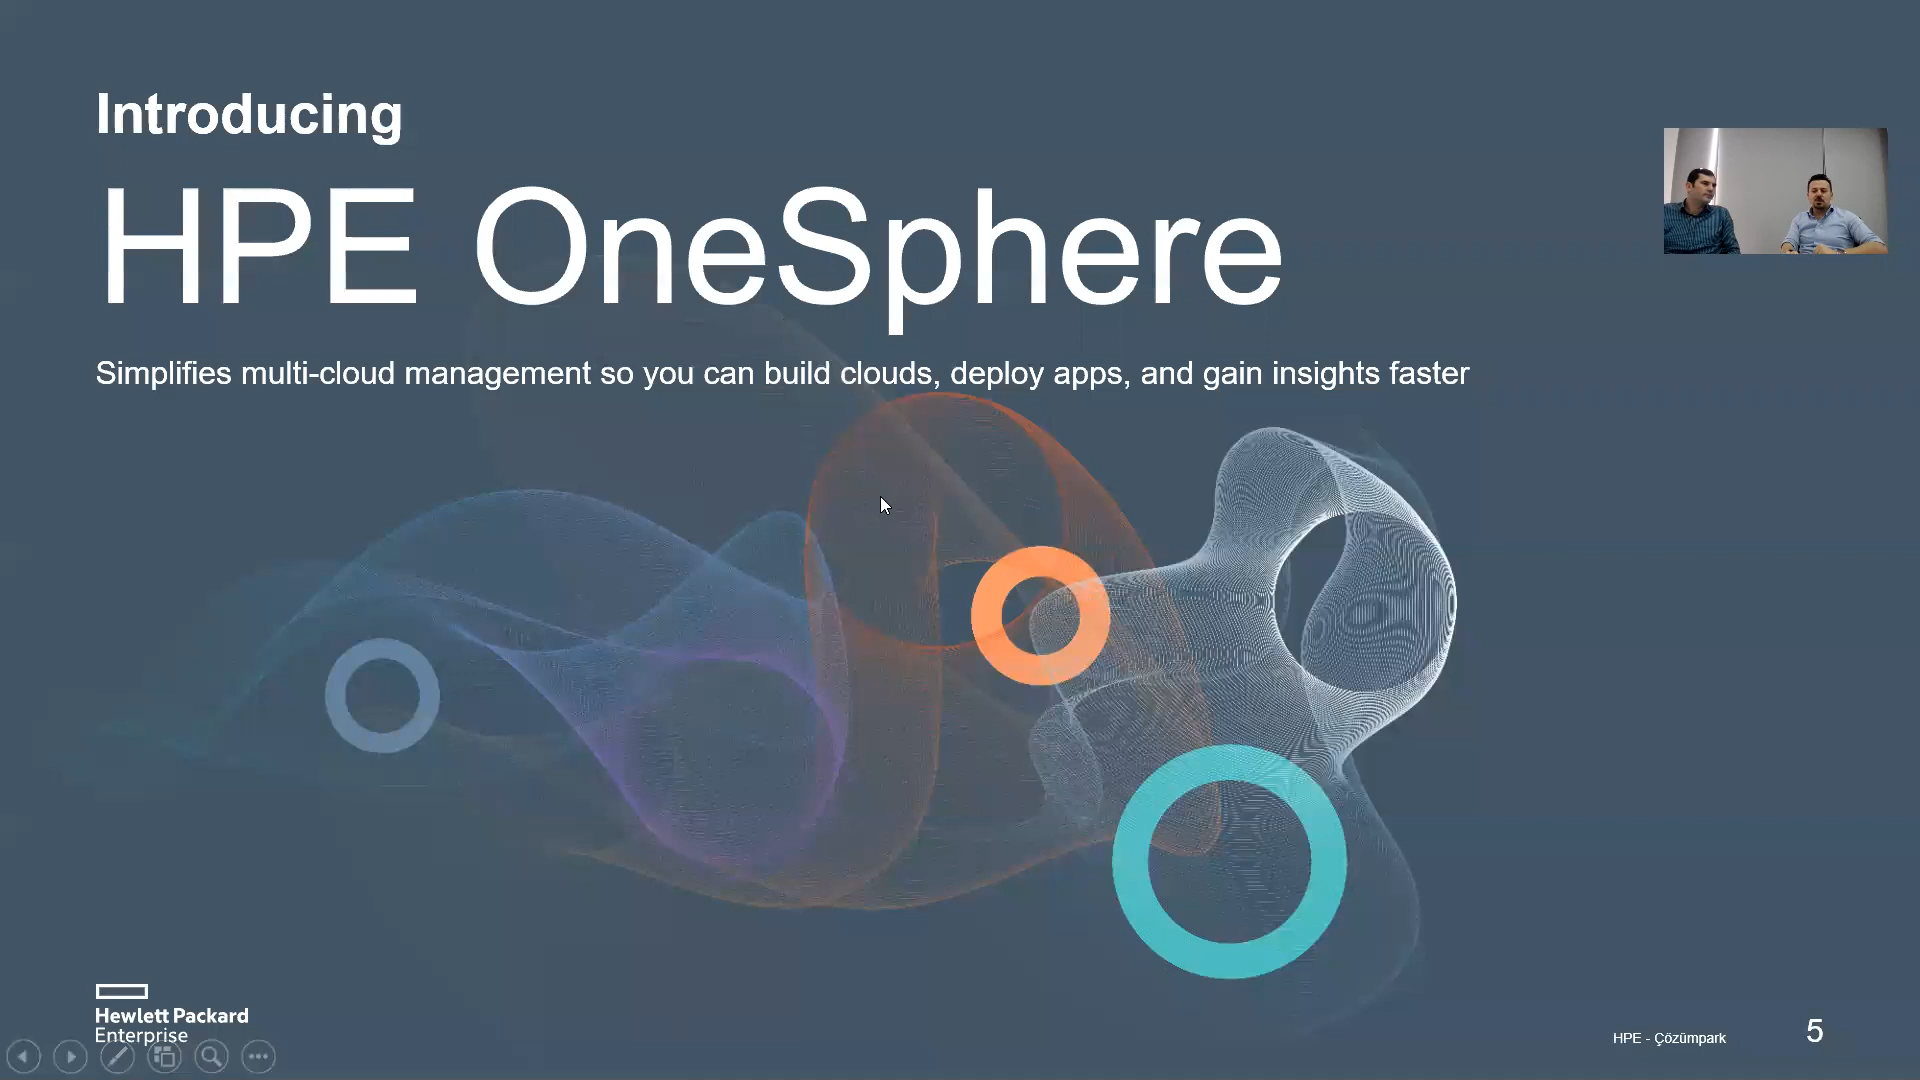 Introducing
HPE OneSphere
Simplifies multi-cloud management so you can build clouds, deploy apps, and gain insights faster
Hewlett Packard
Enterprise
HPE - Çözümpark
5